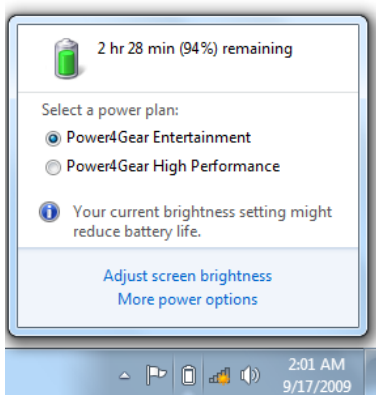 2 hr 28 min (94%) remaining
Select a power plan:
Power4Gear Entertainment
Power4Gear High Performance
Your current brightness setting might
reduce battery life.
Adjust screen brightness
More power options
2:01 AM
9/17/2009